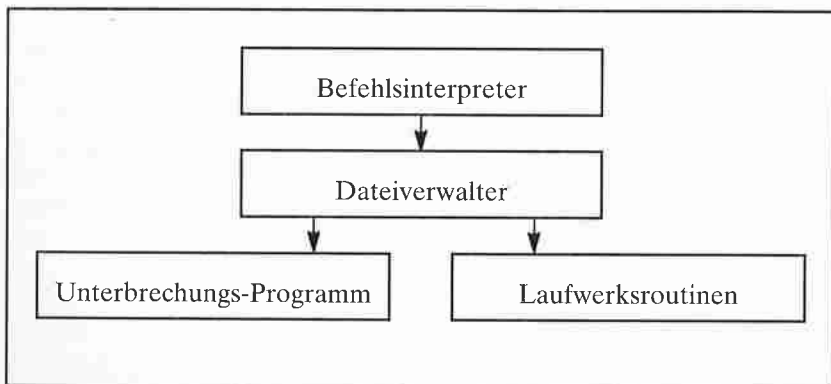 Befehlsinterpreter
Dateiverwalter
Unterbrechungs-Programm
Laufwerksroutinen